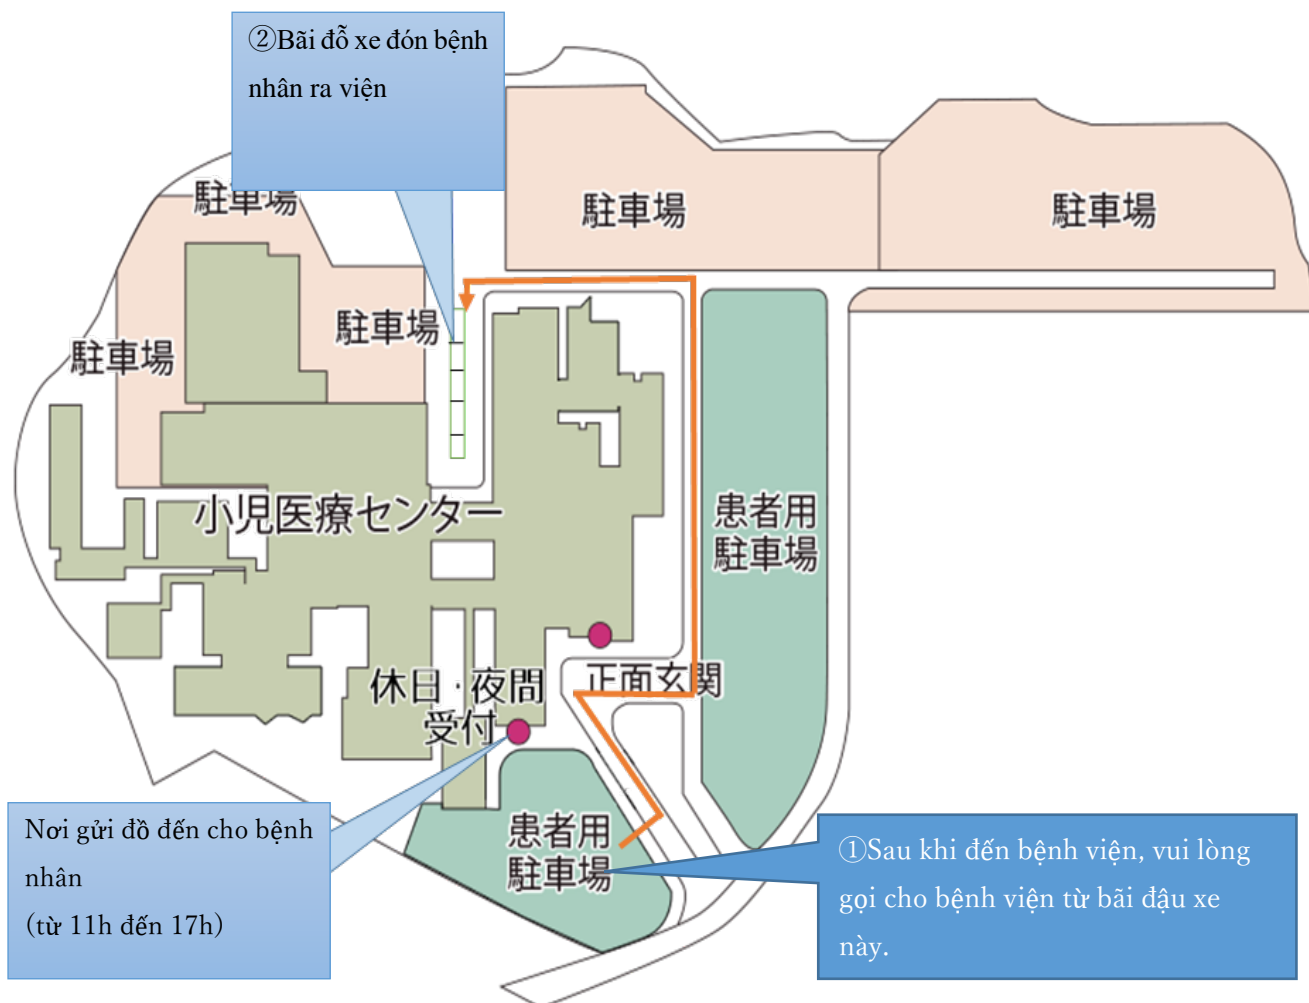 ②Bãi đỗ xe đón bệnh
nhân ra viện
駐車場
駐車場
駐車場
駐車場
駐車場
小児医療センター
患者用
駐車場
正面玄関
休日・夜間
受付
患者用
駐車場
Nơi gửi đồ đến cho bệnh
nhân
(từ 11h đến 17h)
①Sau khi đến bệnh viện, vui lòng
gọi cho bệnh viện từ bãi đậu xe
này.